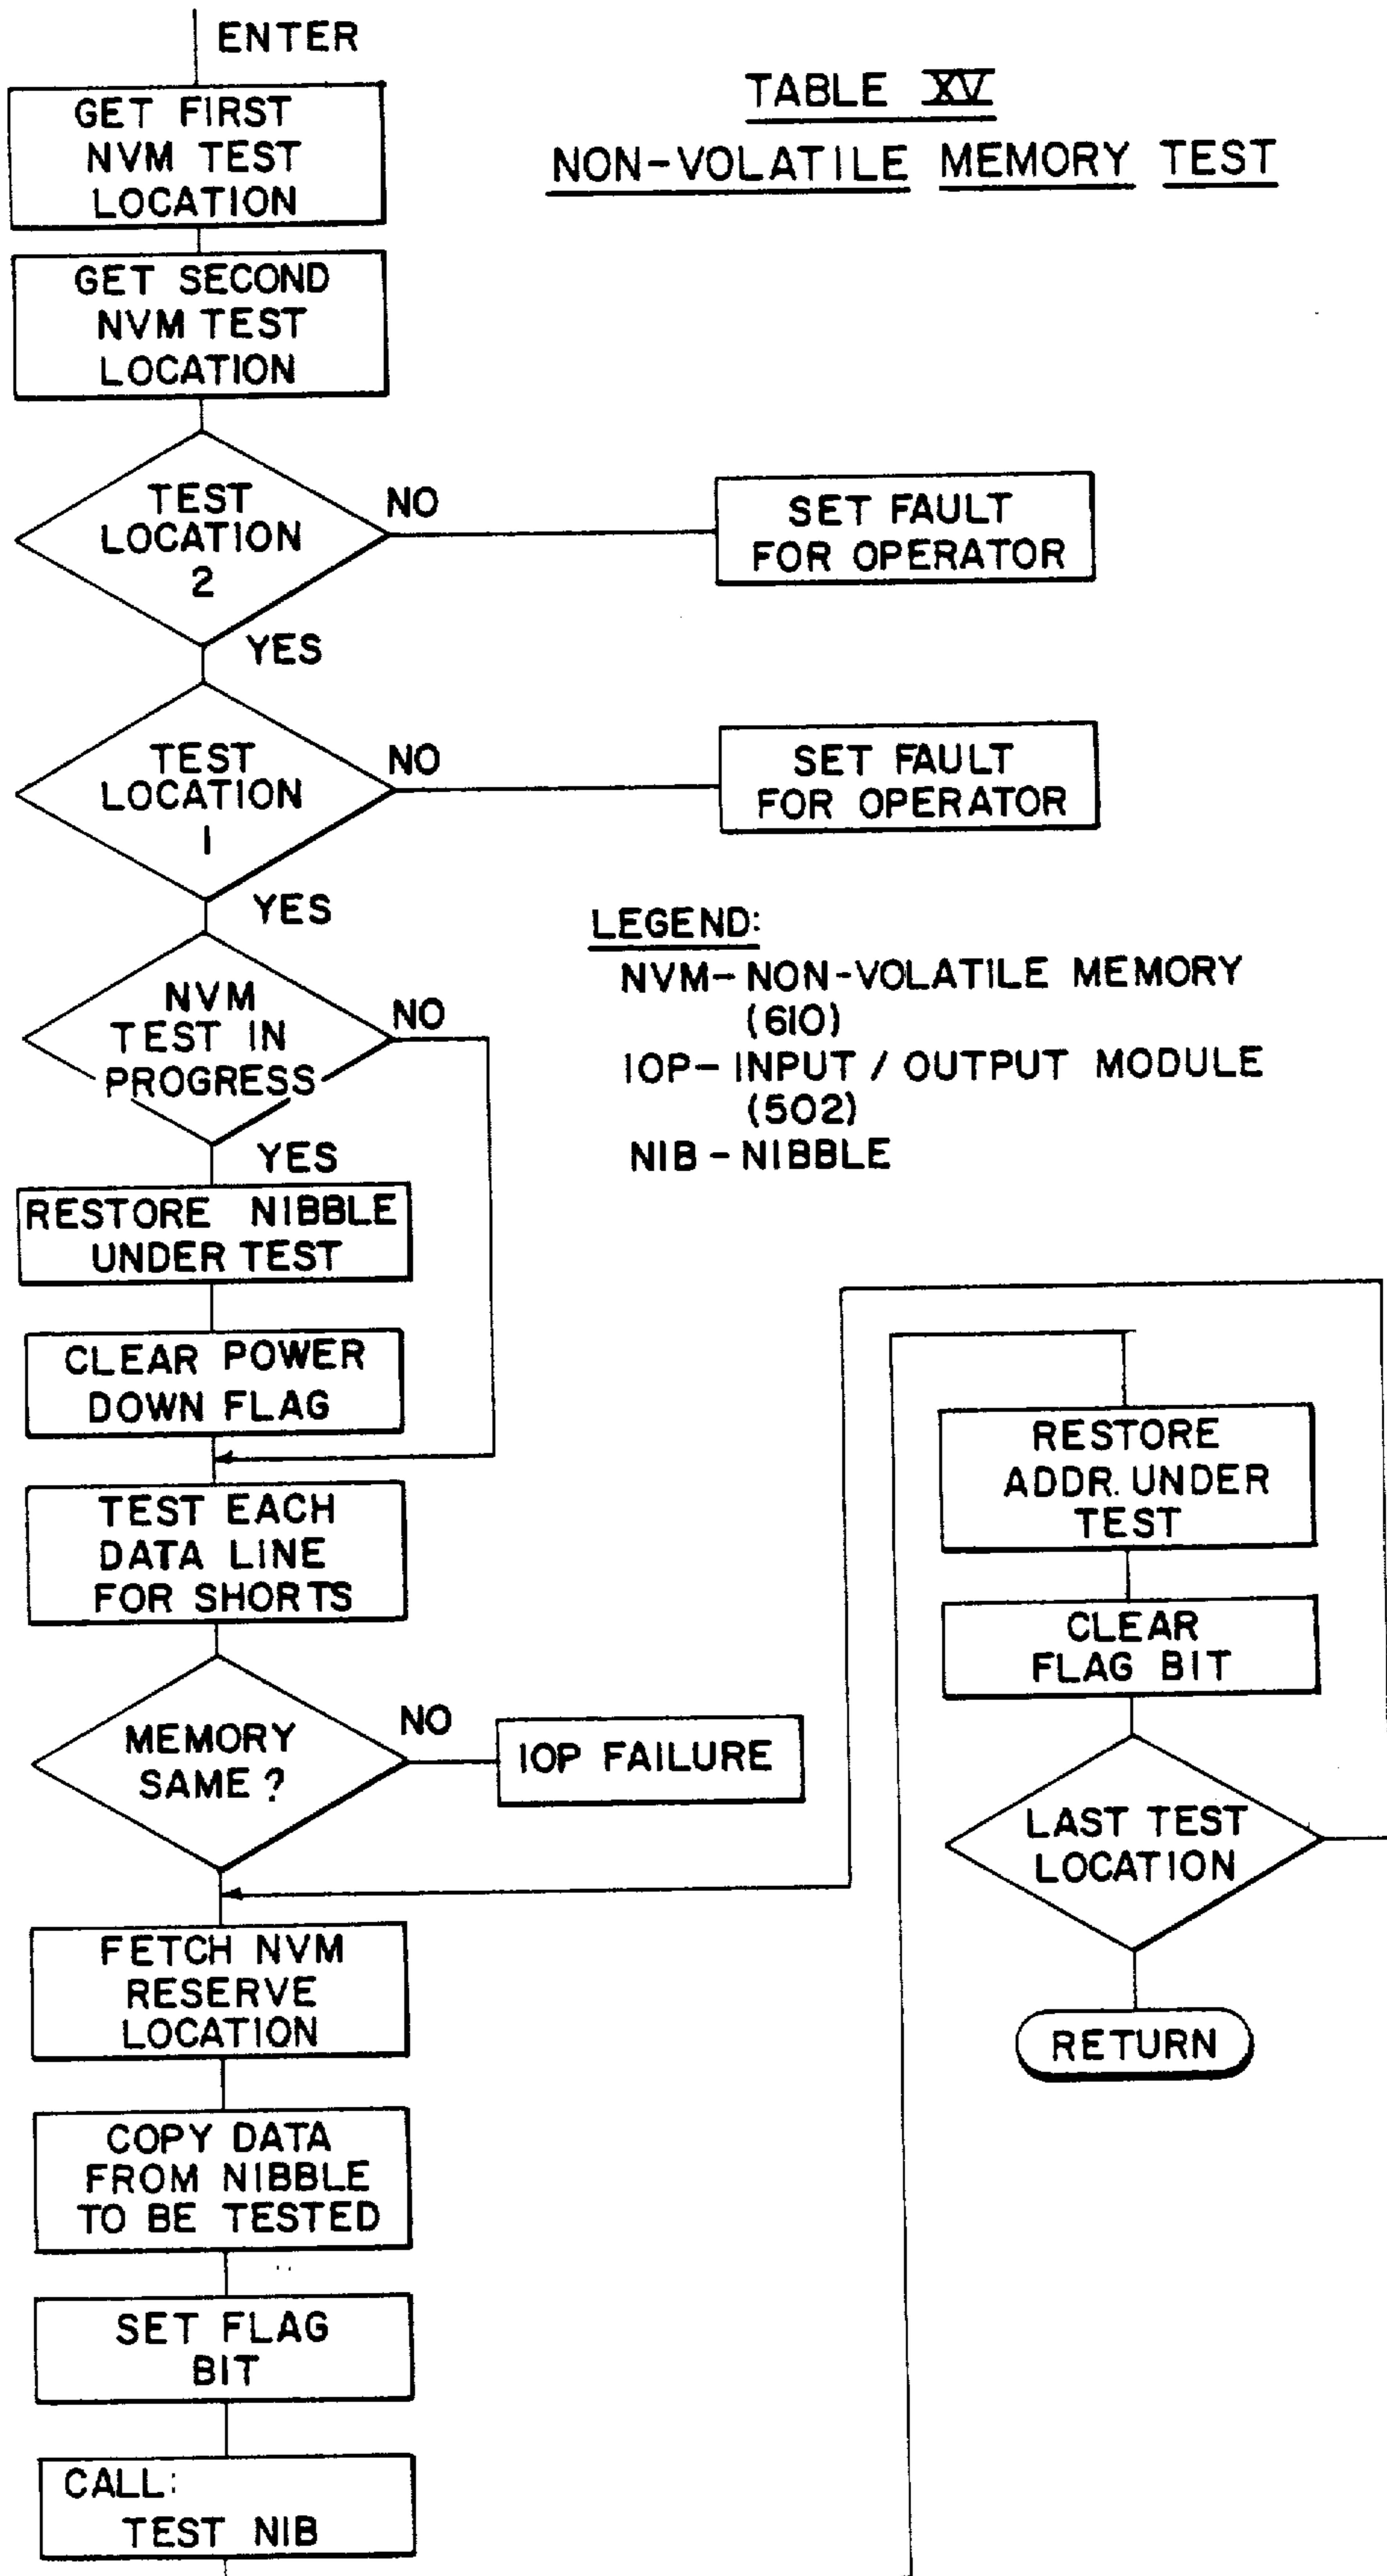 ENTER
TABLE XV
NON-VOLATILE MEMORY TEST
GET FIRST
NVM TEST
LOCATION
GET SECOND
NVM TEST
LOCATION
TEST
LOCATION
2
NO
SET FAULT
FOR OPERATOR
YES
TEST
LOCATION
1
NO
SET FAULT
FOR OPERATOR
YES
LEGEND:
NVM-NON-VOLATILE MEMORY
(610)
IOP-INPUT / OUTPUT MODULE
(502)
NIB-NIBBLE
NVM
TEST IN
PROGRESS
NO
YES
RESTORE NIBBLE
UNDER TEST
CLEAR POWER
DOWN FLAG
TEST EACH
DATA LINE
FOR SHORTS
MEMORY
SAME?
NO
IOP FAILURE
FETCH NVM
RESERVE
LOCATION
COPY DATA
FROM NIBBLE
TO BE TESTED
SET FLAG
BIT
CALL:
TEST NIB
RESTORE
ADDR. UNDER
TEST
CLEAR
FLAG BIT
LAST TEST
LOCATION
RETURN